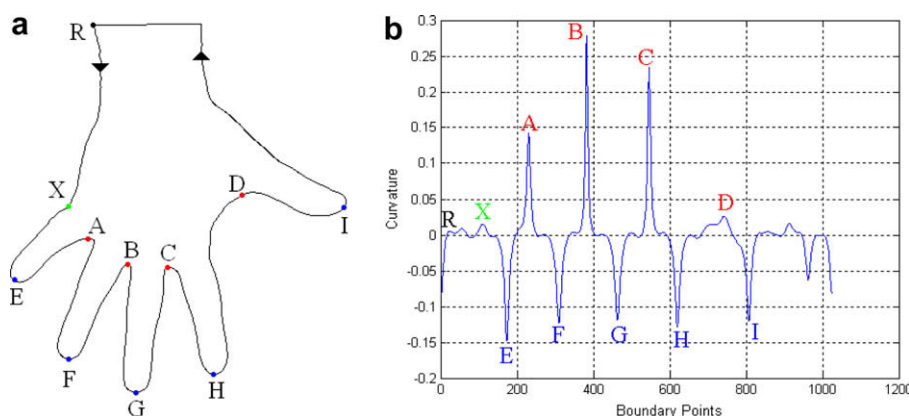 a
R
X
A
D
B
C
I
E
F
G
H
b
0.3
0.25
0.2
0.15
0.1
0.05
0
-0.05
-0.1
-0.15
-0.2
Curvature
B
C
A
R
X
D
E
F
G
H
I
0 200 400 600 800 1000 1200
Boundary Points